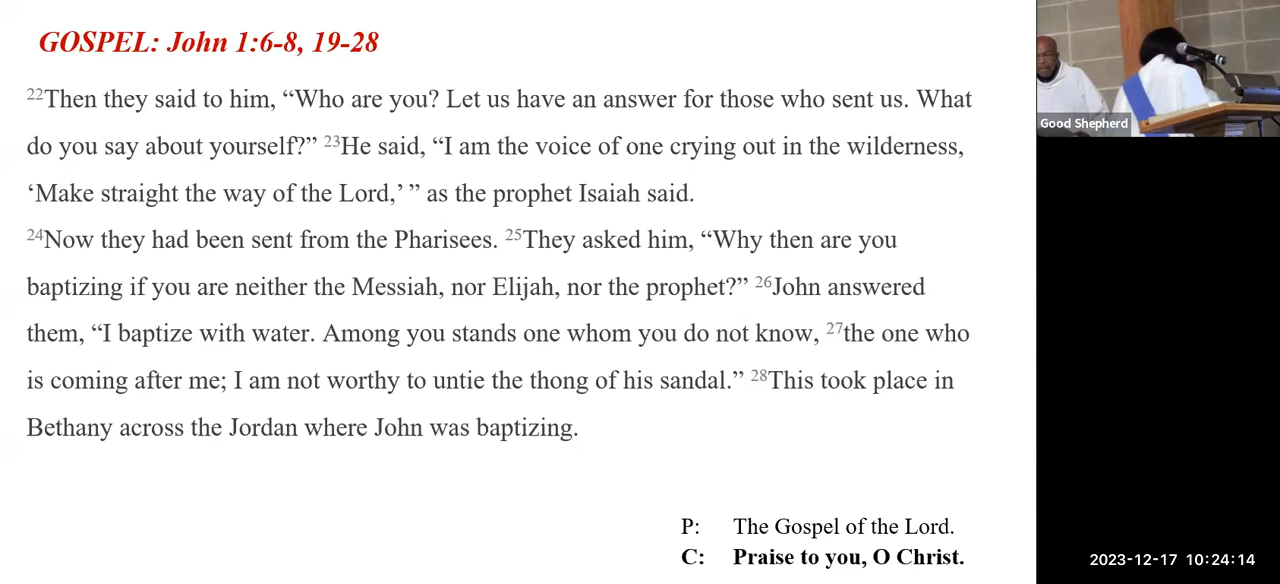 GOSPEL: John 1:6-8, 19-28
22Then they said to him, “Who are you? Let us have an answer for those who sent us. What
do you say about yourself?” 23He said, “I am the voice of one crying out in the wilderness,
‘Make straight the way of the Lord,’ ” as the prophet Isaiah said.
24Now they had been sent from the Pharisees. 25They asked him, “Why then are you
baptizing if you are neither the Messiah, nor Elijah, nor the prophet?” 26John answered
them, “I baptize with water. Among you stands one whom you do not know, 27the one who
is coming after me; I am not worthy to untie the thong of his sandal.” 28This took place in
Bethany across the Jordan where John was baptizing.
P: The Gospel of the Lord.
C: Praise to you, O Christ.
Good Shepherd
2023-12-17 10:24:14